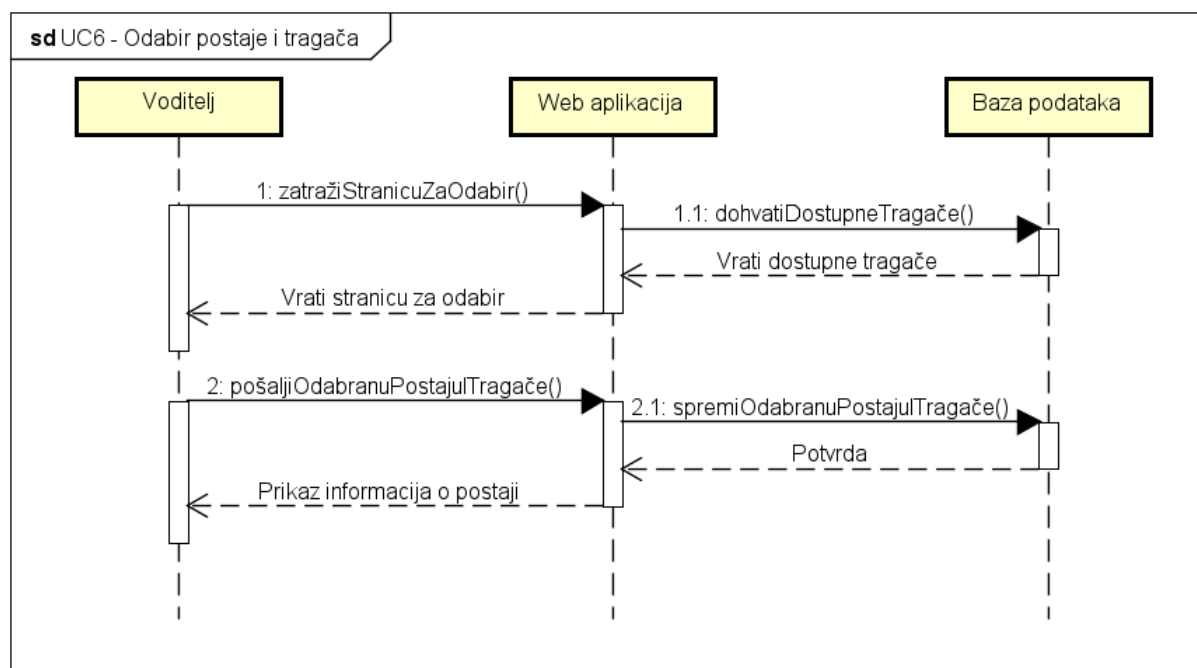 sd UC6 - Odabir postaje i tragača
Voditelj
Web aplikacija
Baza podataka
1: zatražiStranicuZaOdabir()
1.1: dohvatiDostupneTragače()
Vrati dostupne tragače
Vrati stranicu za odabir
2: pošaljiOdabranuPostajuITragače()
2.1: spremiOdabranuPostajuITragače()
Potvrda
Prikaz informacija o postaji